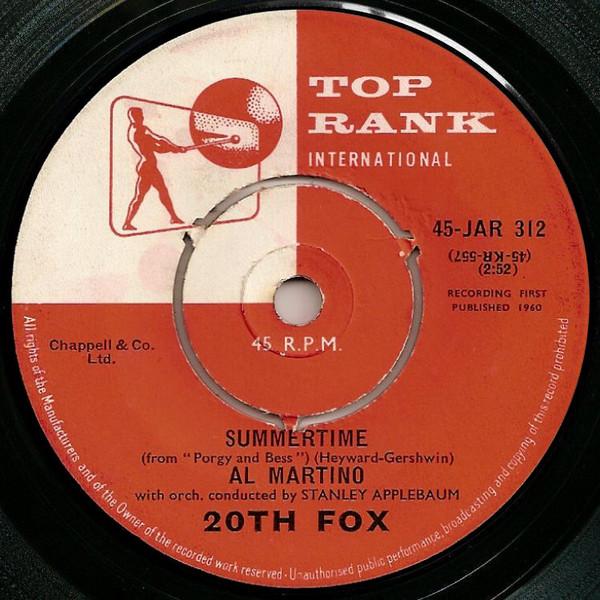 TOP
RANK
INTERNATIONAL
45-JAR 312
(45-KR-557)
(2:52)
RECORDING FIRST
PUBLISHED 1960
Chappell & Co.
Ltd.
45 R.P.M.
SUMMERTIME
(from "Porgy and Bess") (Heyward-Gershwin)
AL MARTINO
with orch. conducted by STANLEY APPLEBAUM
20TH FOX
All rights of the Manufacturers and of the Owner of the recorded work reserved - Unauthorised public performance, broadcasting and copying of this record prohibited